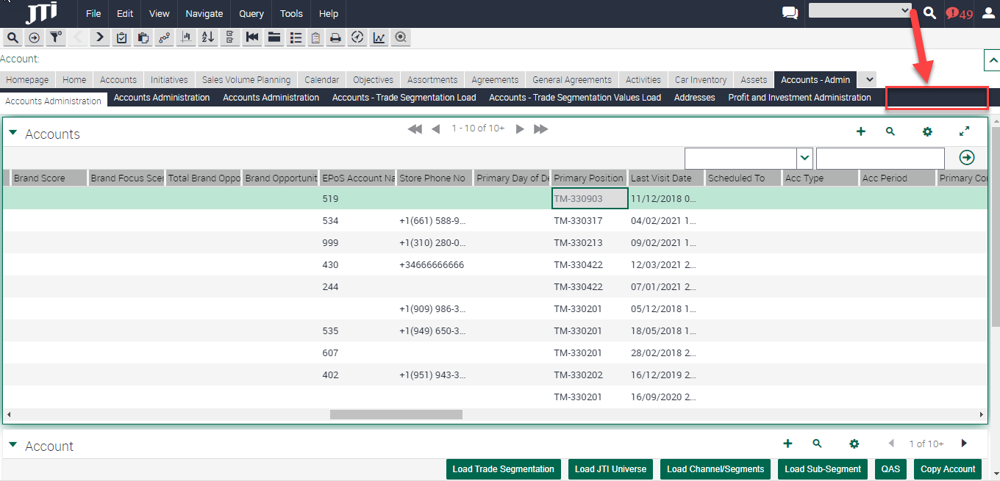 JTi File Edit View Navigate Query Tools Help 49
Account:
Homepage Home Accounts Initiatives Sales Volume Planning Calendar Objectives Assortments Agreements General Agreements Activities Car Inventory Assets Accounts - Admin
Accounts Administration Accounts Administration Accounts Administration Accounts - Trade Segmentation Load Accounts - Trade Segmentation Values Load Addresses Profit and Investment Administration
Accounts 1 - 10 of 10+
Brand Score Brand Focus Scer Total Brand Oppo Brand Opportunit EPoS Account Na Store Phone No Primary Day of De Primary Position Last Visit Date Scheduled To Acc Type Acc Period Primary Co
519 TM-330903 11/12/2018 0...
534 +1(661) 588-9... TM-330317 04/02/2021 1...
999 +1(310) 280-0... TM-330213 09/02/2021 1...
430 +34666666666 TM-330422 12/03/2021 2...
244 TM-330422 07/01/2021 2...
+1(909) 986-3... TM-330201 05/12/2018 1...
535 +1(949) 650-3... TM-330201 18/05/2018 1...
607 TM-330201 28/02/2018 2...
402 +1(951) 943-3... TM-330202 16/12/2019 2...
TM-330201 16/09/2020 2...
Account 1 of 10+
Load Trade Segmentation Load JTI Universe Load Channel/Segments Load Sub-Segment QAS Copy Account